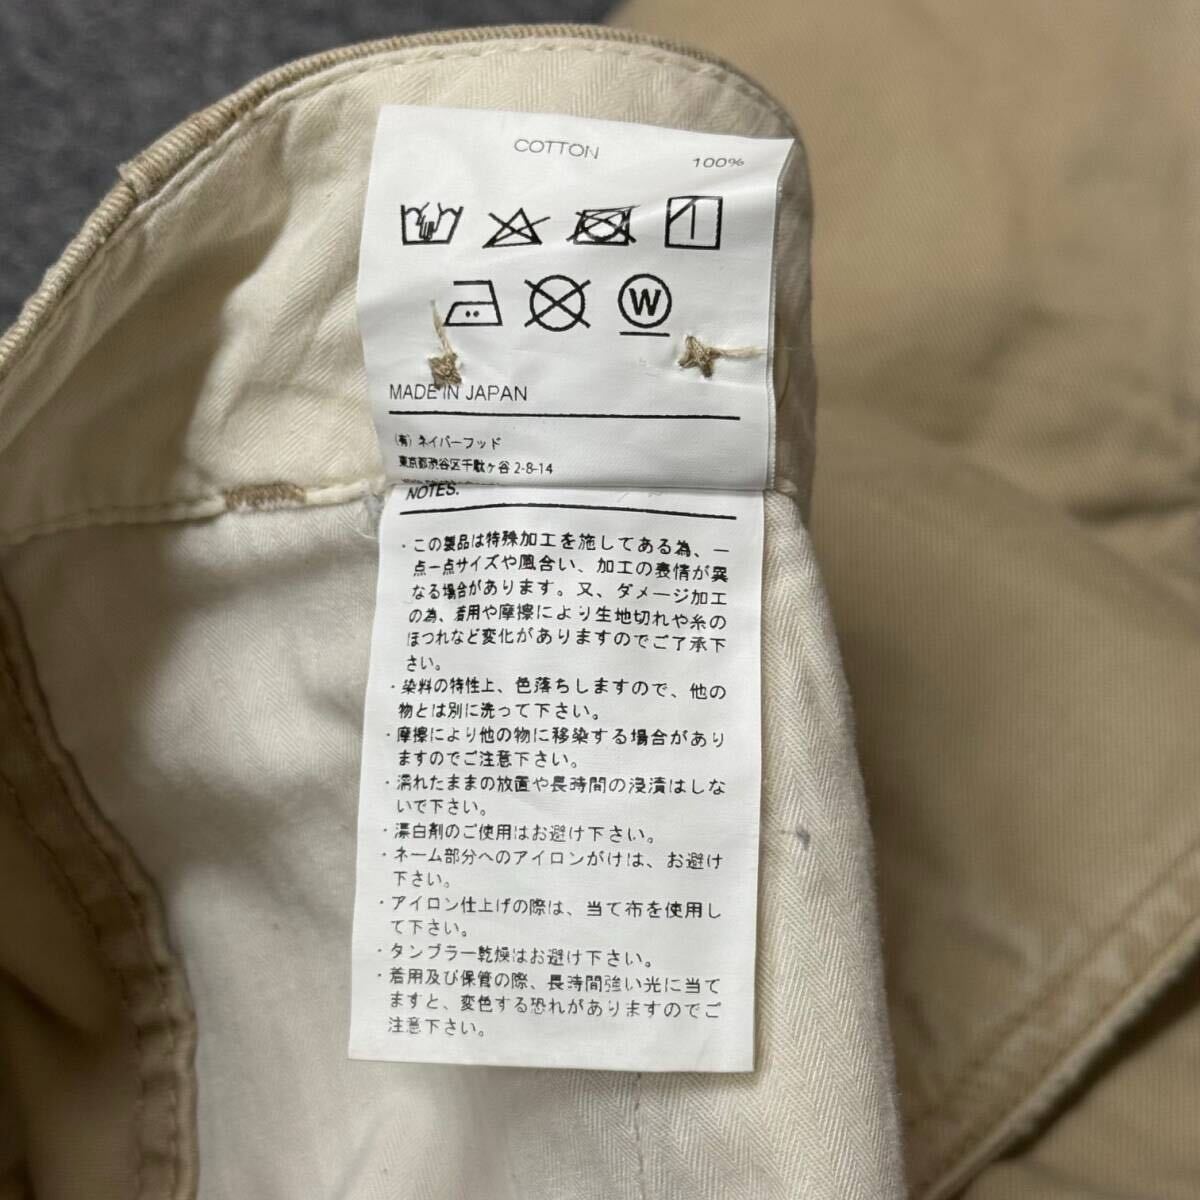 COTTON 100%
W
MADE IN JAPAN
(有) ネイバーフッド
東京都渋谷区千駄ヶ谷 2-8-14
NOTES.
・この製品は特殊加工を施してある為、一
点一点サイズや風合い、加工の表情が異
なる場合があります。又、ダメージ加工
の為、着用や摩擦により生地切れや糸の
ほつれなど変化がありますのでご了承下
さい。
・染料の特性上、色落ちしますので、他の
物とは別に洗って下さい。
・摩擦により他の物に移染する場合があり
ますのでご注意下さい。
・濡れたままの放置や長時間の浸漬はしな
いで下さい。
・漂白剤のご使用はお避け下さい。
・ネーム部分へのアイロンがけは、お避け
下さい。
・アイロン仕上げの際は、当て布を使用し
て下さい。
・タンブラー乾燥はお避け下さい。
・着用及び保管の際、長時間強い光に当て
ますと、変色する恐れがありますのでご
注意下さい。